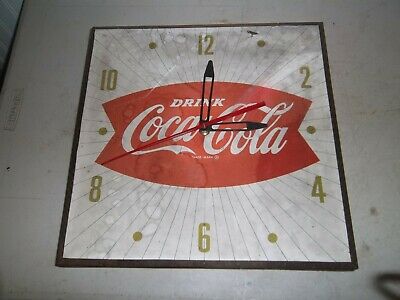 12
10 2
DRINK
Coca-Cola
TRADE-MARK ®
8 4
6